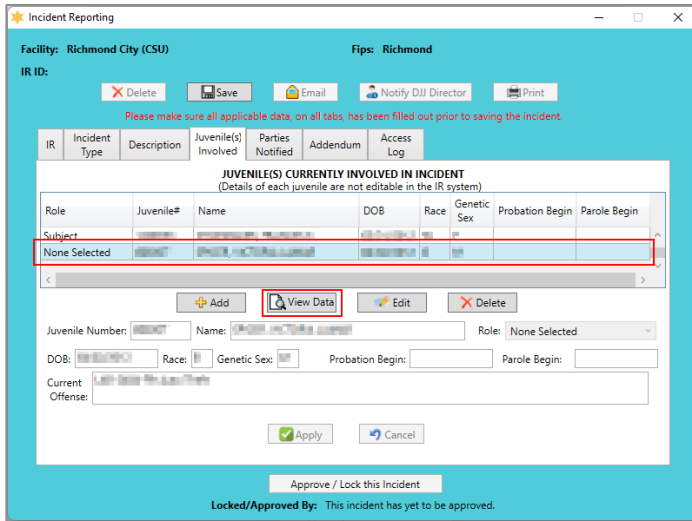 Incident Reporting
Facility: Richmond City (CSU) Fips: Richmond
IR ID:
Delete Save Email Notify DJJ Director Print
Please make sure all applicable data, on all tabs, has been filled out prior to saving the incident.
IR Incident Type Description Juvenile(s) Involved Parties Notified Addendum Access Log
JUVENILE(S) CURRENTLY INVOLVED IN INCIDENT
(Details of each juvenile are not editable in the IR system)
Role Juvenile# Name DOB Race Genetic Sex Probation Begin Parole Begin
Subject
None Selected
Add View Data Edit Delete
Juvenile Number: Name: Role: None Selected
DOB: Race: Genetic Sex: Probation Begin: Parole Begin:
Current Offense:
Apply Cancel
Approve / Lock this Incident
Locked/Approved By: This incident has yet to be approved.